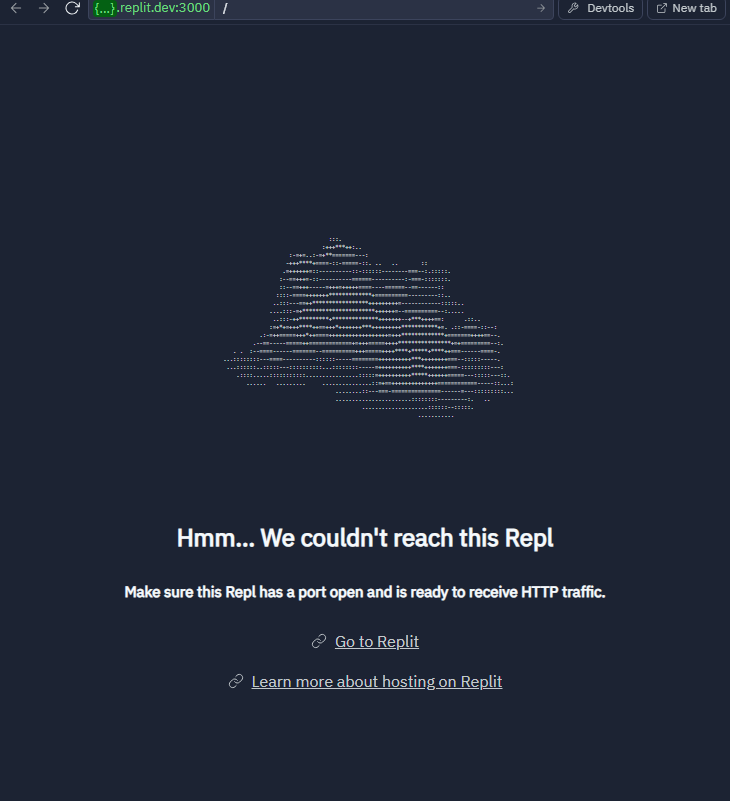 {...}.replit.dev:3000 /
Devtools
New tab
Hmm... We couldn't reach this Repl
Make sure this Repl has a port open and is ready to receive HTTP traffic.
Go to Replit
Learn more about hosting on Replit